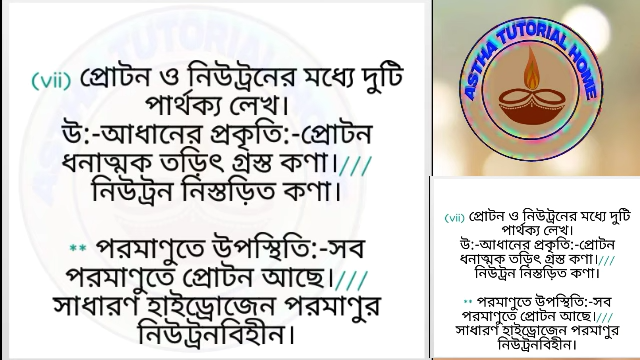 (vii) প্রোটন ও নিউট্রনের মধ্যে দুটি
পার্থক্য লেখ।
উ:-আধানের প্রকৃতি:-প্রোটন
ধনাত্মক তড়িৎ গ্রস্ত কণা।///
নিউট্রন নিস্তড়িত কণা।
** পরমাণুতে উপস্থিতি:-সব
পরমাণুতে প্রোটন আছে।///
সাধারণ হাইড্রোজেন পরমাণুর
নিউট্রনবিহীন।
ASTHA TUTORIAL HOME
(vii) প্রোটন ও নিউট্রনের মধ্যে দুটি
পার্থক্য লেখ।
উ:-আধানের প্রকৃতি:-প্রোটন
ধনাত্মক তড়িৎ গ্রস্ত কণা।///
নিউট্রন নিস্তড়িত কণা।
** পরমাণুতে উপস্থিতি:-সব
পরমাণুতে প্রোটন আছে।///
সাধারণ হাইড্রোজেন পরমাণুর
নিউট্রনবিহীন।